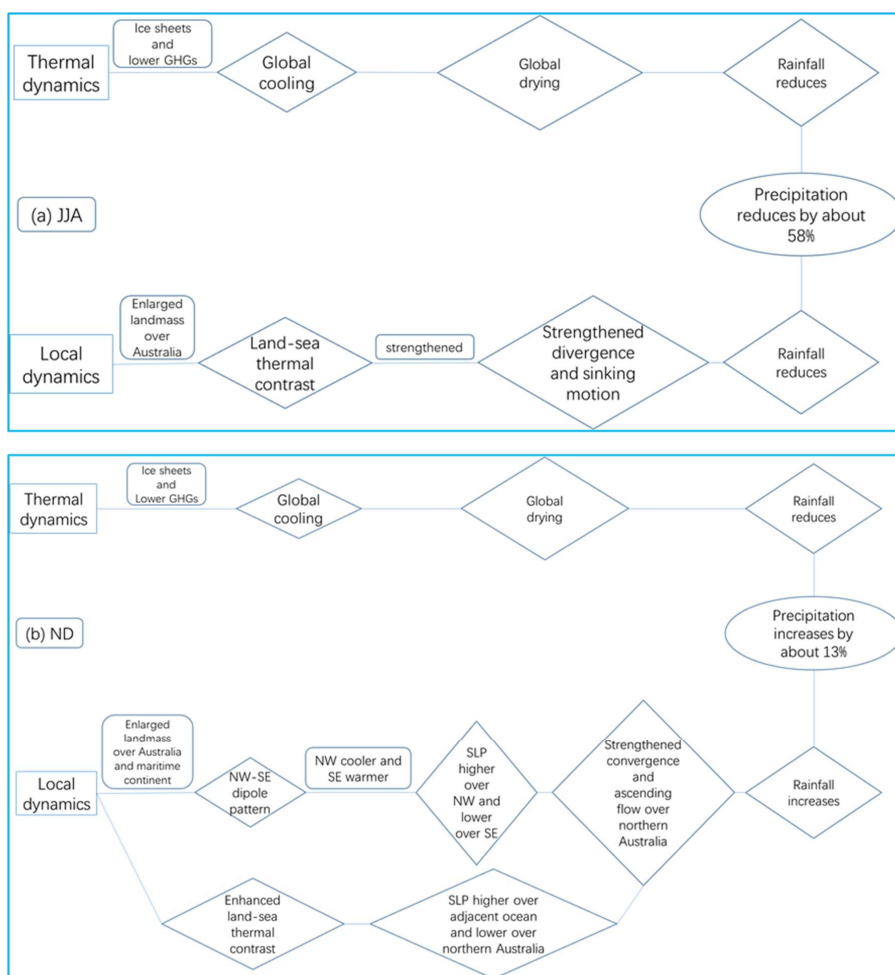 Thermal
dynamics
Ice sheets
and
lower GHGs
Global
cooling
Global
drying
Rainfall
reduces
(a) JJA
Precipitation
reduces by about
58%
Local
dynamics
Enlarged
landmass
over
Australia
Land-sea
thermal
contrast
strengthened
Strengthened
divergence
and sinking
motion
Rainfall
reduces
Thermal
dynamics
Ice sheets
and
Lower GHGs
Global
cooling
Global
drying
Rainfall
reduces
(b) ND
Precipitation
increases by
about 13%
Local
dynamics
Enlarged
landmass
over Australia
and maritime
continent
NW-SE
dipole
pattern
NW cooler and
SE warmer
SLP
higher
over
NW and
lower
over SE
Strengthened
convergence
and
ascending
flow over
northern
Australia
Rainfall
increases
Enhanced
land-sea
thermal
contrast
SLP higher over
adjacent ocean
and lower over
northern Australia